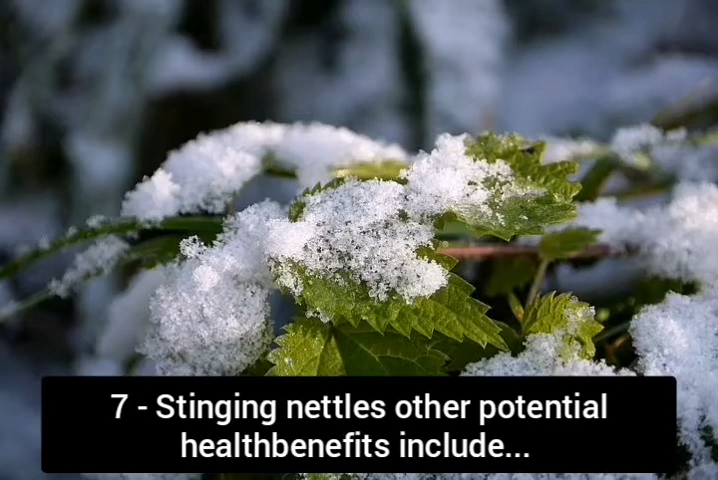 7 - Stinging nettles other potential
healthbenefits include...